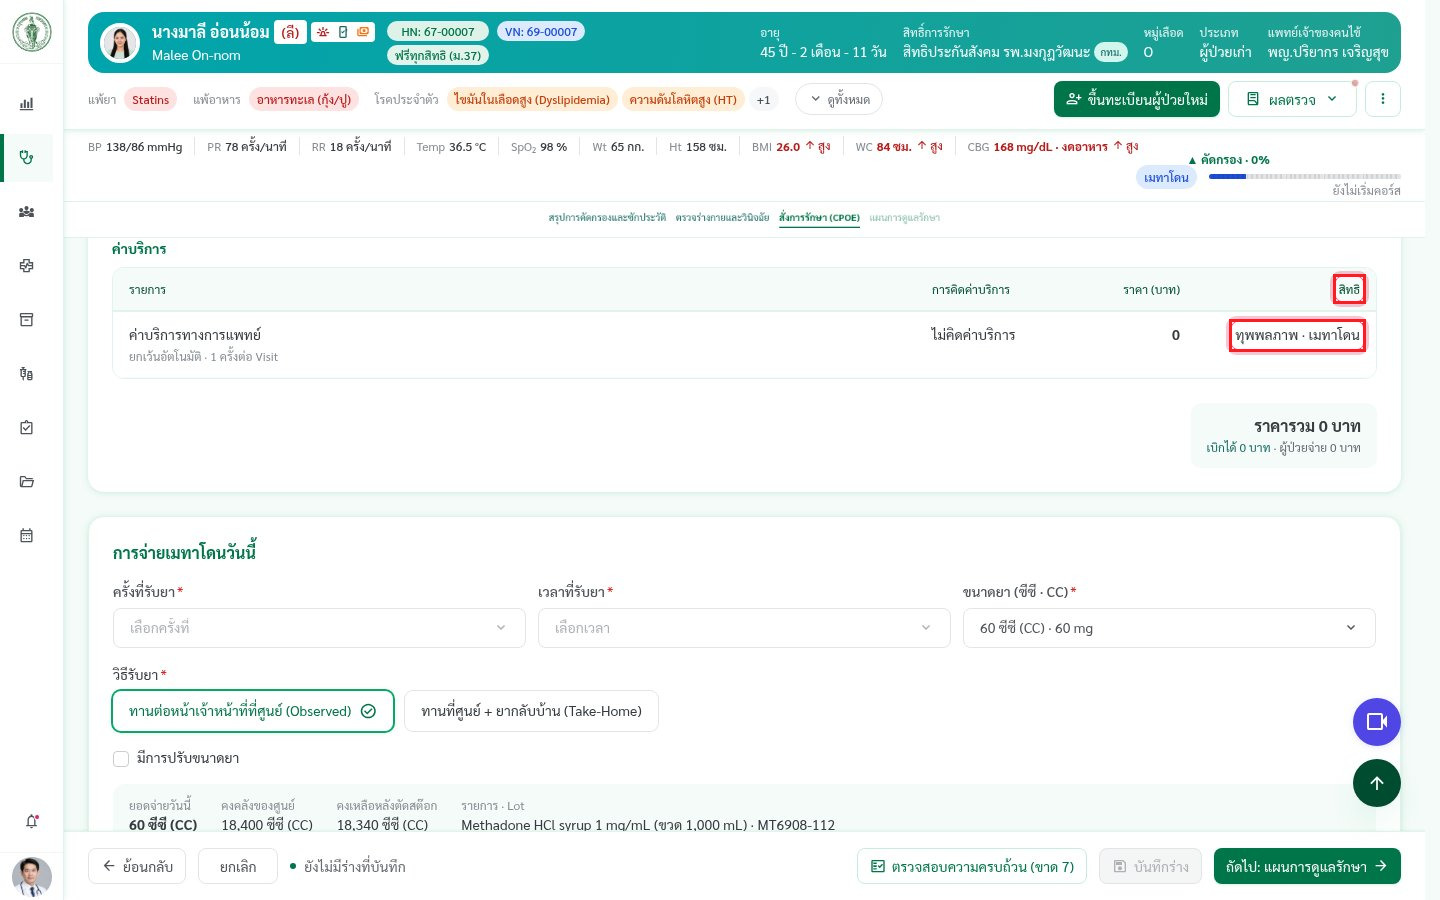 นางมาลี อ่อนน้อม (ลี)
Malee On-nom
HN: 67-00007
VN: 69-00007
ฟรีทุกสิทธิ (ม.37)
อายุ
45 ปี - 2 เดือน - 11 วัน
สิทธิ์การรักษา
สิทธิประกันสังคม รพ.มงกุฎวัฒนะ กทม.
หมู่เลือด
O
ประเภท
ผู้ป่วยเก่า
แพทย์เจ้าของคนไข้
พญ.ปริยากร เจริญสุข
แพ้ยา Statins แพ้อาหาร อาหารทะเล (กุ้ง/ปู) โรคประจำตัว ไขมันในเลือดสูง (Dyslipidemia) ความดันโลหิตสูง (HT) +1 ดูทั้งหมด
ขึ้นทะเบียนผู้ป่วยใหม่
ผลตรวจ
BP 138/86 mmHg PR 78 ครั้ง/นาที RR 18 ครั้ง/นาที Temp 36.5 °C SpO₂ 98 % Wt 65 กก. Ht 158 ซม. BMI 26.0 ↑ สูง WC 84 ซม. ↑ สูง CBG 168 mg/dL · งดอาหาร ↑ สูง
▲ คัดกรอง · 0%
เมทาโดน
ยังไม่เริ่มคอร์ส
สรุปการคัดกรองและซักประวัติ ตรวจร่างกายและวินิจฉัย สั่งการรักษา (CPOE) แผนการดูแลรักษา
ค่าบริการ
รายการ การคิดค่าบริการ ราคา (บาท) สิทธิ
ค่าบริการทางการแพทย์ ไม่คิดค่าบริการ 0 ทุพพลภาพ · เมทาโดน
ยกเว้นอัตโนมัติ · 1 ครั้งต่อ Visit
ราคารวม 0 บาท
เบิกได้ 0 บาท · ผู้ป่วยจ่าย 0 บาท
การจ่ายเมทาโดนวันนี้
ครั้งที่รับยา * เวลาที่รับยา * ขนาดยา (ซีซี · CC) *
เลือกครั้งที่ เลือกเวลา 60 ซีซี (CC) · 60 mg
วิธีรับยา *
ทานต่อหน้าเจ้าหน้าที่ที่ศูนย์ (Observed) ทานที่ศูนย์ + ยากลับบ้าน (Take-Home)
มีการปรับขนาดยา
ยอดจ่ายวันนี้ คงคลังของศูนย์ คงเหลือหลังตัดสต๊อก รายการ · Lot
60 ซีซี (CC) 18,400 ซีซี (CC) 18,340 ซีซี (CC) Methadone HCl syrup 1 mg/mL (ขวด 1,000 mL) · MT6908-112
← ย้อนกลับ ยกเลิก ยังไม่มีร่างที่บันทึก ตรวจสอบความครบถ้วน (ขาด 7) บันทึกร่าง ถัดไป: แผนการดูแลรักษา →